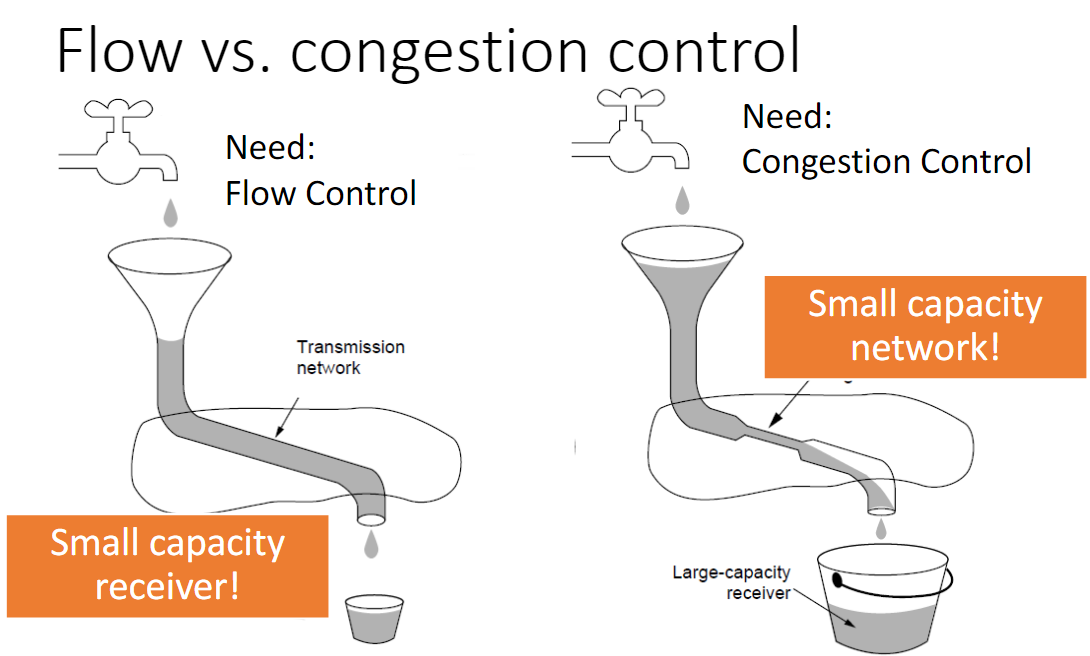 Flow vs. congestion control
Need:
Flow Control
Need:
Congestion Control
Transmission
network
Small capacity
network!
Small capacity
receiver!
Large-capacity
receiver